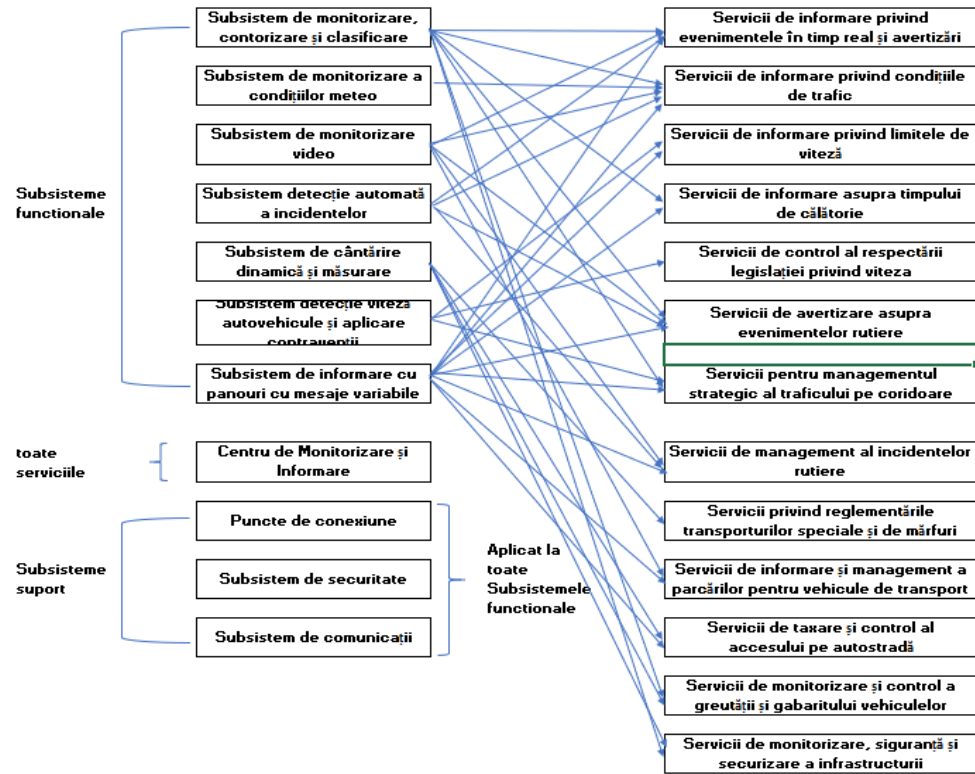 Subsistem de monitorizare,
contorizare și clasificare
Subsistem de monitorizare a
condițiilor meteo
Subsistem de monitorizare
video
Subsisteme
functionale
Subsistem detecție automată
a incidentelor
Subsistem de cântărire
dinamică și măsurare
Subsistem detecție viteză
autovehicule și aplicare
contravenții
Subsistem de informare cu
panouri cu mesaje variabile
toate
serviciile
Centru de Monitorizare și
Informare
Subsisteme
suport
Puncte de conexiune
Subsistem de securitate
Subsistem de comunicații
Aplicat la
toate
Subsistemele
functionale
Servicii de informare privind
evenimentele în timp real și avertizări
Servicii de informare privind condițiile
de trafic
Servicii de informare privind limitele de
viteză
Servicii de informare asupra timpului
de călătorie
Servicii de control al respectării
legislației privind viteza
Servicii de avertizare asupra
evenimentelor rutiere
Servicii pentru managementul
strategic al traficului pe coridoare
Servicii de management al incidentelor
rutiere
Servicii privind reglementările
transporturilor speciale și de mărfuri
Servicii de informare și management a
parcărilor pentru vehicule de transport
Servicii de taxare și control al
accesului pe autostradă
Servicii de monitorizare și control a
greutății și gabaritului vehiculelor
Servicii de monitorizare, siguranță și
securizare a infrastructurii